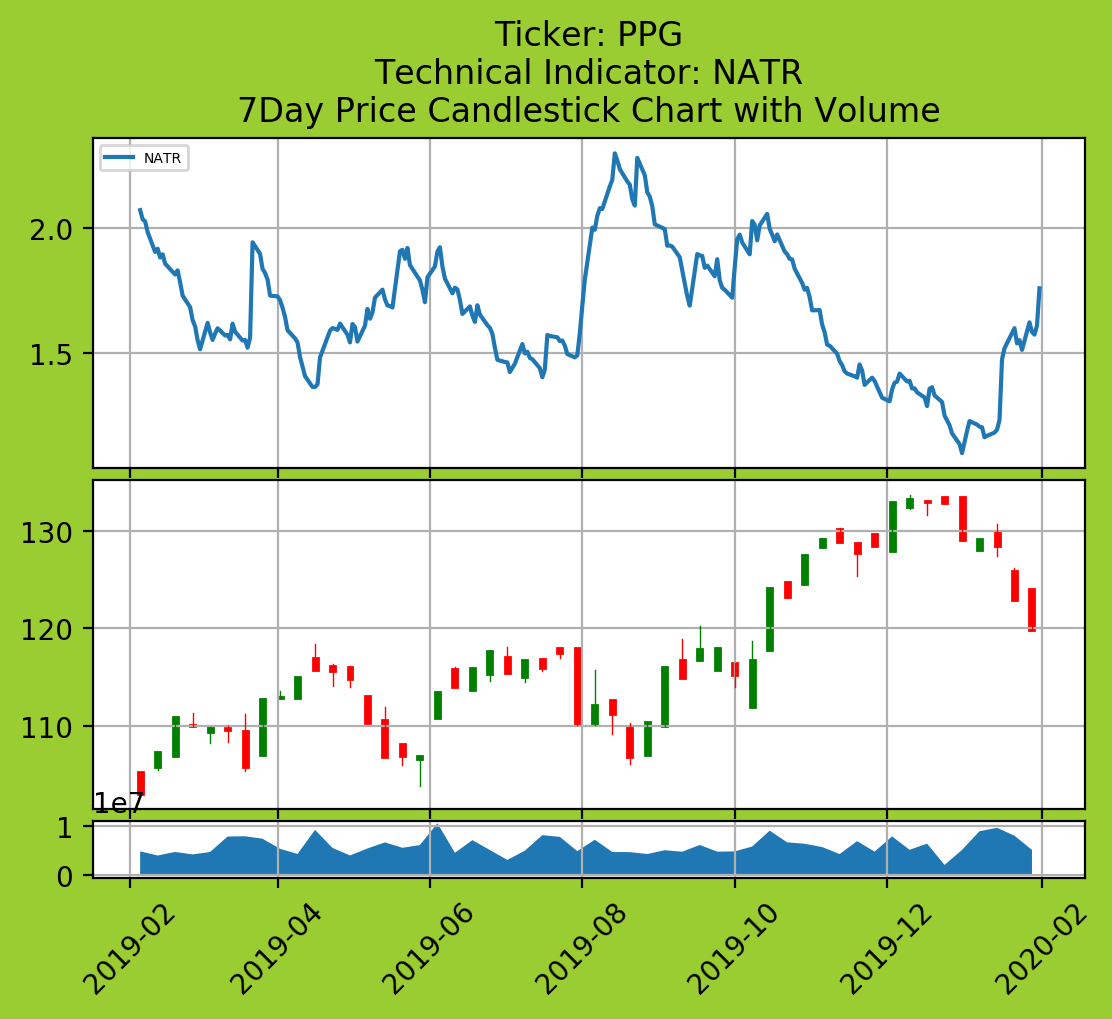 Ticker: PPG
Technical Indicator: NATR
7Day Price Candlestick Chart with Volume
NATR
2.0
1.5
130
120
110
1e7
1
0
2019-02
2019-04
2019-06
2019-08
2019-10
2019-12
2020-02